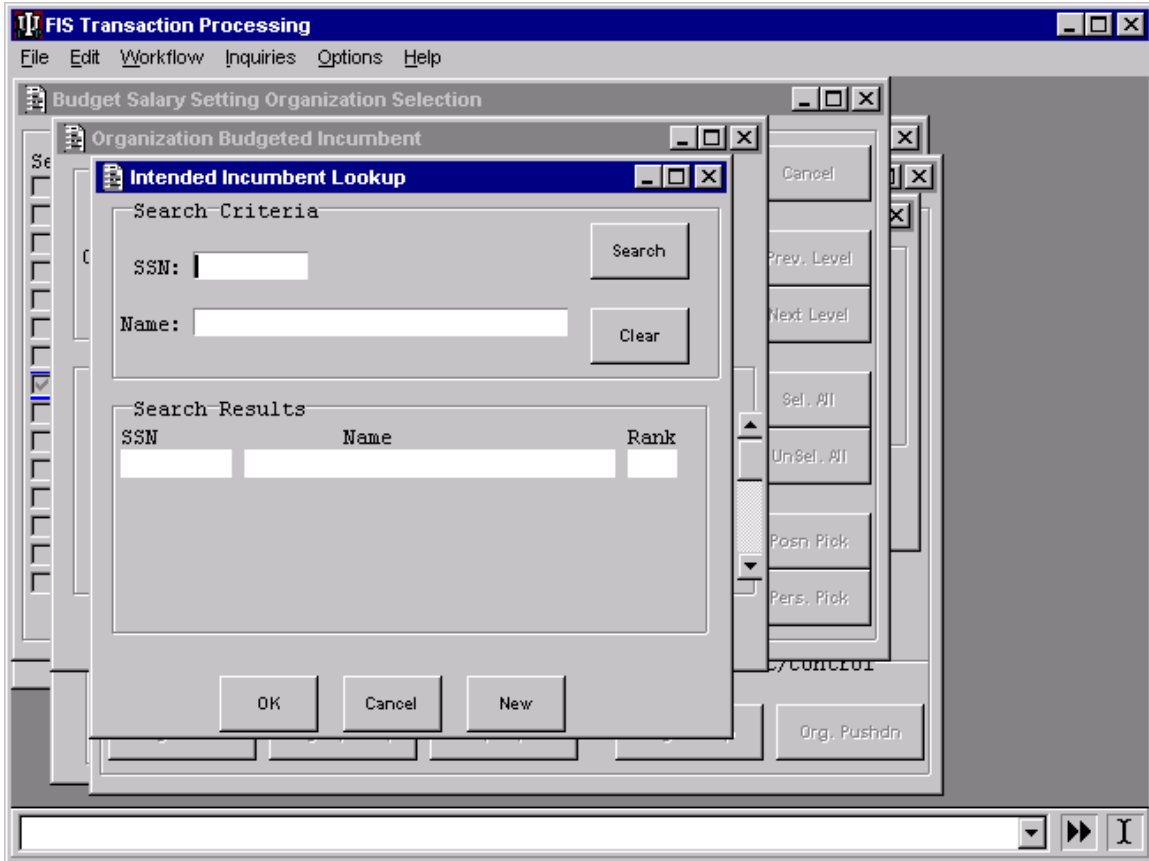 FIS Transaction Processing
File Edit Workflow Inquiries Options Help
Budget Salary Setting Organization Selection
Organization Budgeted Incumbent
Se
Cancel
Intended Incumbent Lookup
Search Criteria
SSN:
Search
Prev. Level
Name:
Clear
Next Level
Search Results
Sel. All
SSN Name Rank
UnSel. All
Posn Pick
Pers. Pick
/control
OK Cancel New
Org. Pushdn